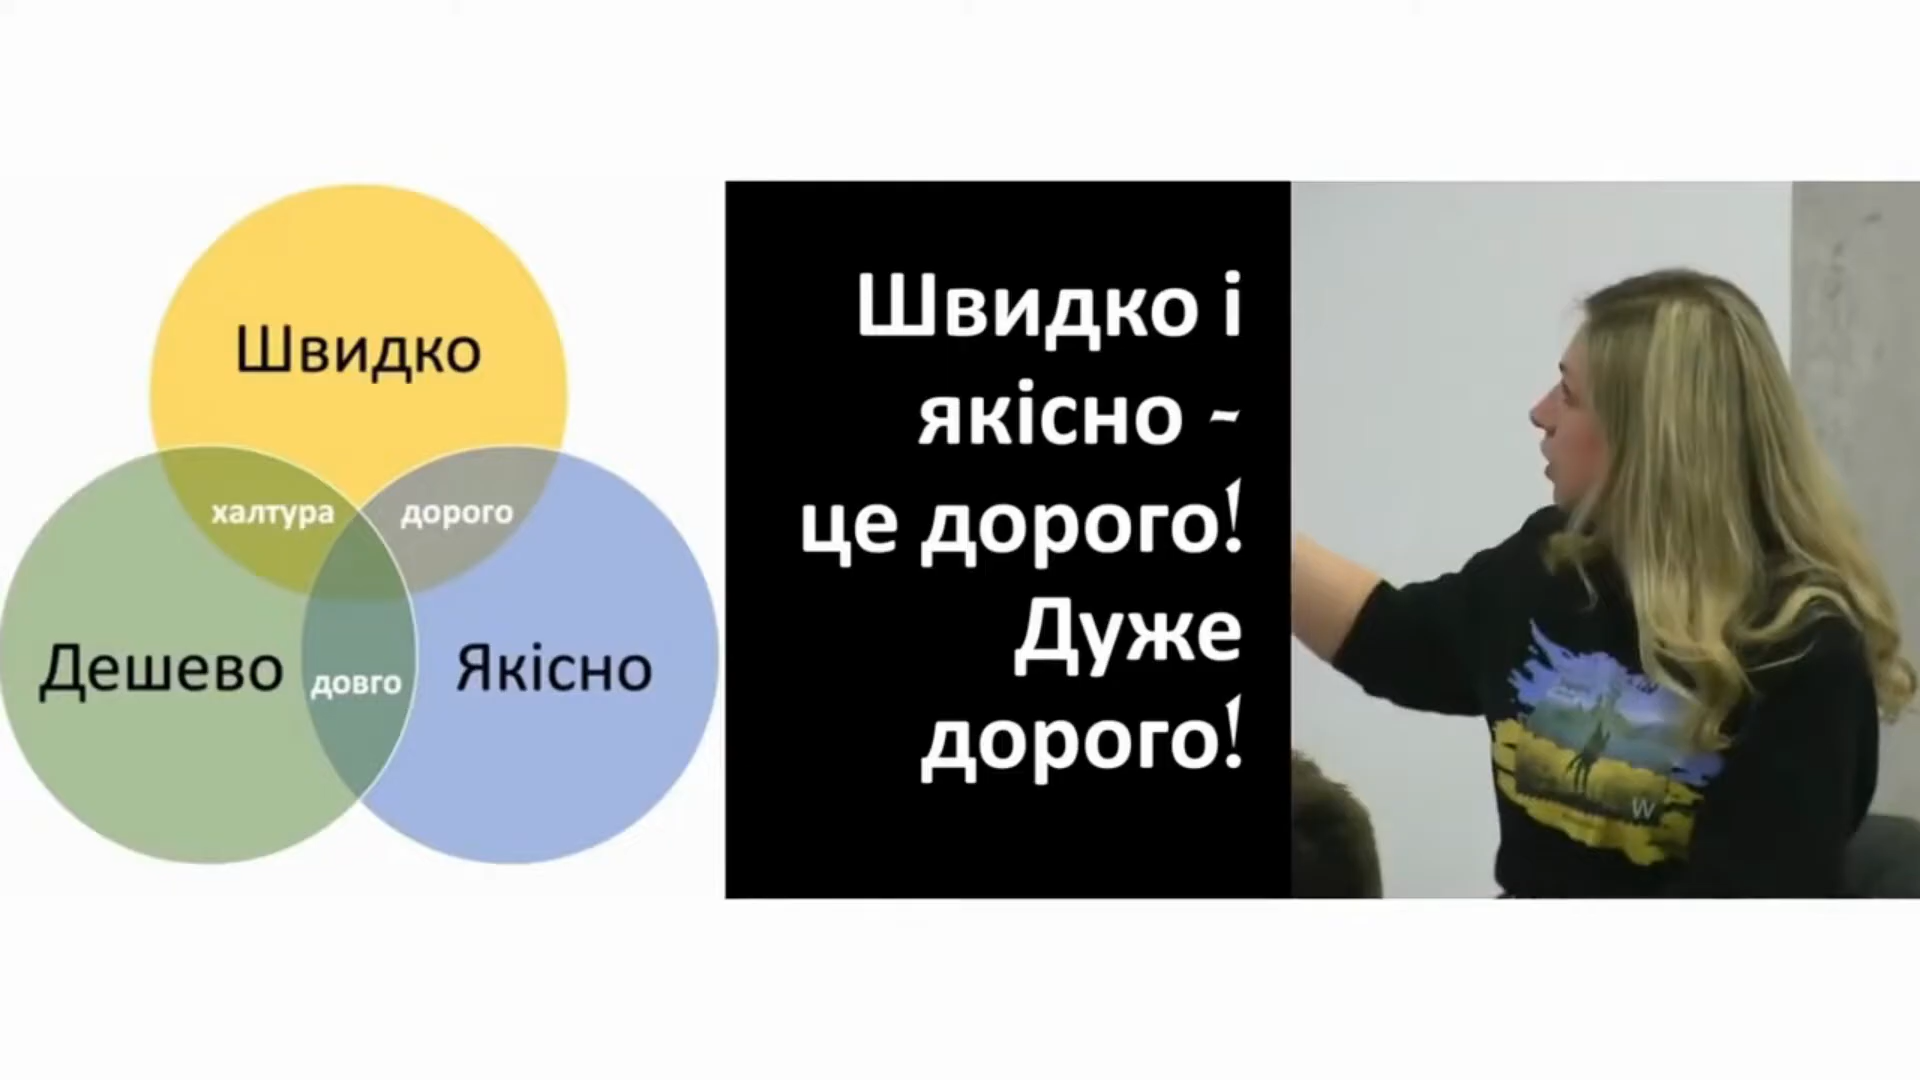 Швидко
халтура
дорого
Дешево
довго
Якісно
Швидко і
якісно -
це дорого!
Дуже
дорого!
W